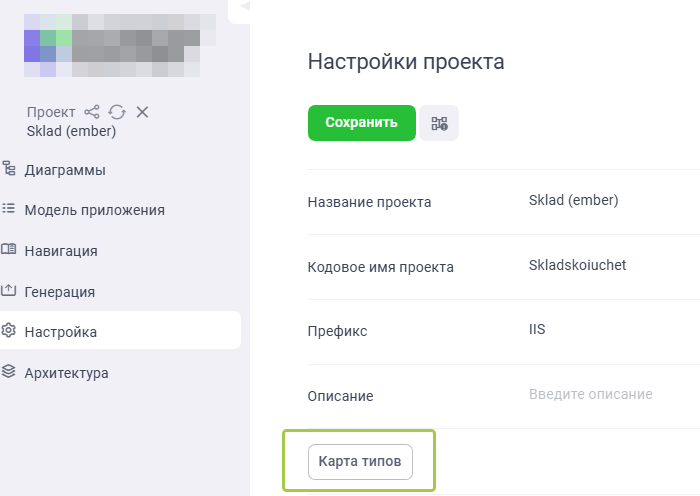 Проект
Sklad (ember)
Диаграммы
Модель приложения
Навигация
Генерация
Настройка
Архитектура
Настройки проекта
Сохранить
Название проекта Sklad (ember)
Кодовое имя проекта Skladskoiuchet
Префикс IIS
Описание Введите описание
Карта типов